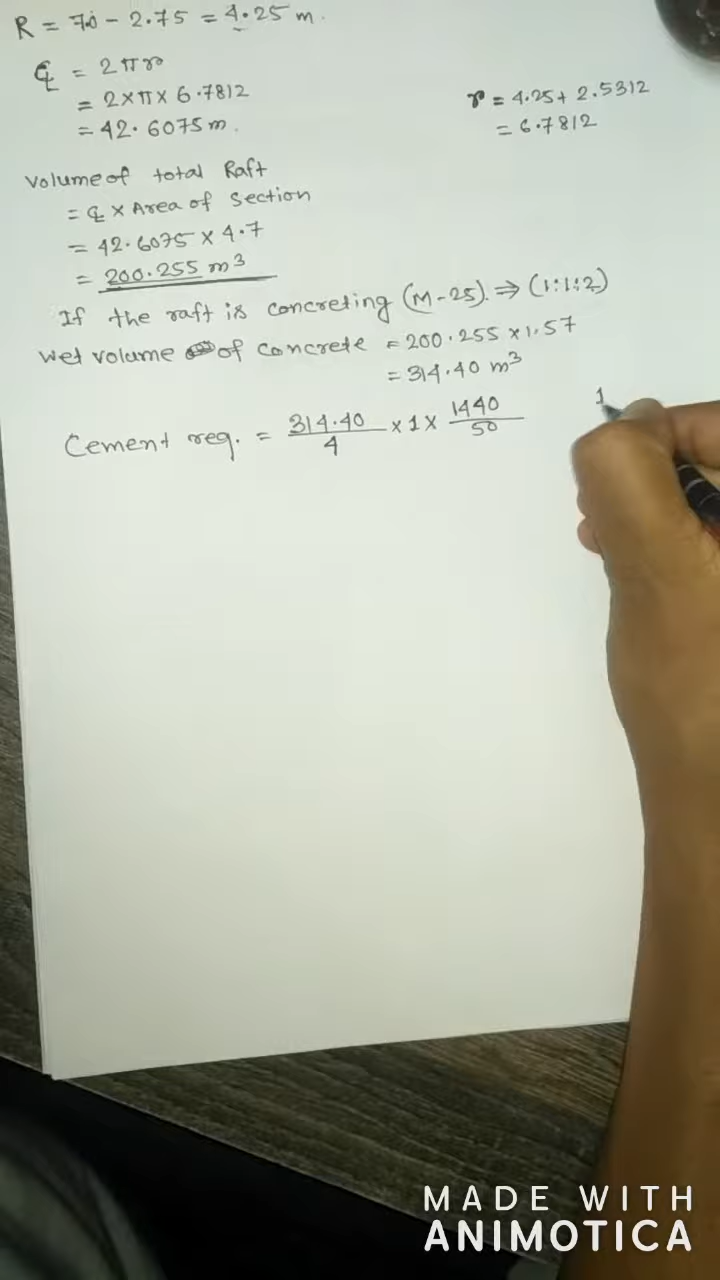 R = 7.0 - 2.75 = 4.25 m.
℄ = 2πr
= 2×π× 6.7812
= 42.6075 m.
r = 4.25 + 2.5312
= 6.7812
Volume of total Raft
= ℄ × Area of Section
= 42.6075 × 4.7
= 200.255 m³
If the raft is concreting (M-25). ⇒ (1:1:2)
Wet volume of concrete = 200.255 × 1.57
= 314.40 m³
Cement req. = 314.40/4 × 1 × 1440/50
1
MADE WITH
ANIMOTICA